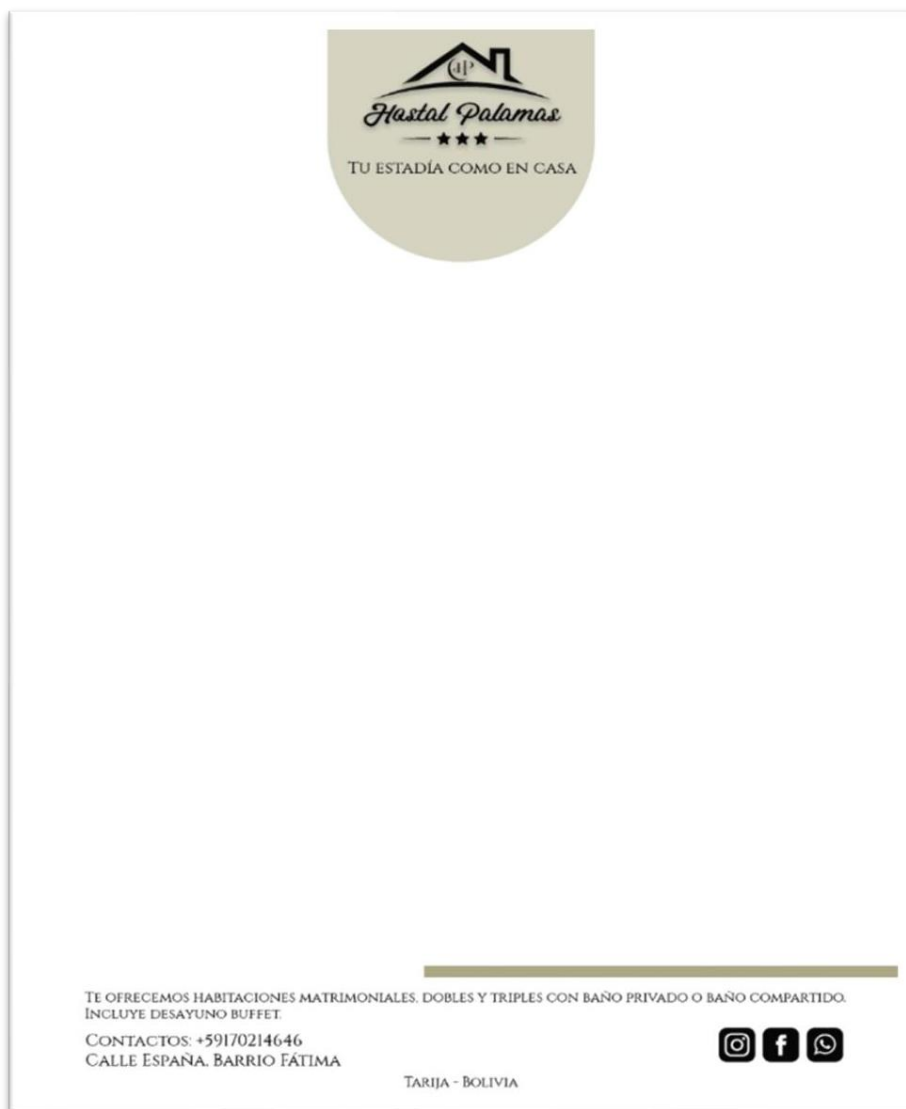 Hostal Palamas
TU ESTADÍA COMO EN CASA
TE OFRECEMOS HABITACIONES MATRIMONIALES, DOBLES Y TRIPLES CON BAÑO PRIVADO O BAÑO COMPARTIDO.
INCLUYE DESAYUNO BUFFET.
CONTACTOS: +59170214646
CALLE ESPAÑA, BARRIO FÁTIMA
TARIJA - BOLIVIA